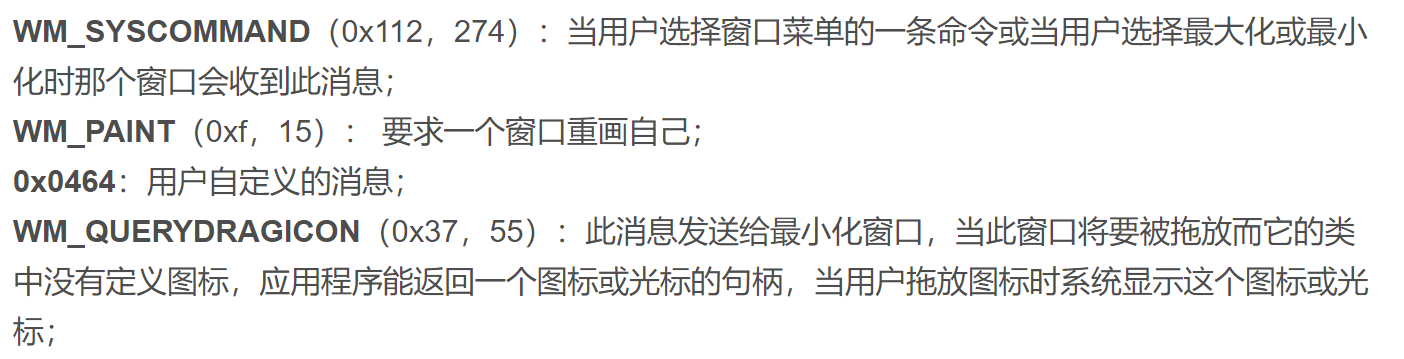 WM_SYSCOMMAND（0x112，274）：当用户选择窗口菜单的一条命令或当用户选择最大化或最小
化时那个窗口会收到此消息；
WM_PAINT（0xf，15）： 要求一个窗口重画自己；
0x0464：用户自定义的消息；
WM_QUERYDRAGICON（0x37，55）：此消息发送给最小化窗口，当此窗口将要被拖放而它的类
中没有定义图标，应用程序能返回一个图标或光标的句柄，当用户拖放图标时系统显示这个图标或光
标；